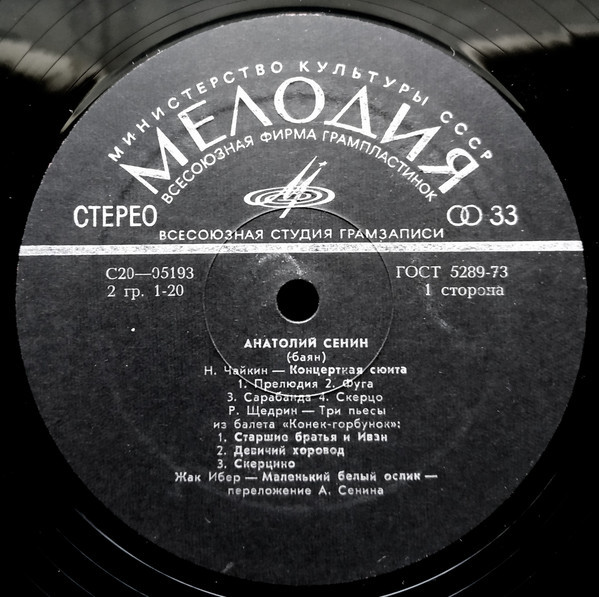 МИНИСТЕРСТВО КУЛЬТУРЫ СССР
МЕЛОДИЯ
ВСЕСОЮЗНАЯ ФИРМА ГРАМПЛАСТИНОК
СТЕРЕО
33
ВСЕСОЮЗНАЯ СТУДИЯ ГРАМЗАПИСИ
С20—05193
ГОСТ 5289-73
2 гр. 1-20
1 сторона
АНАТОЛИЙ СЕНИН
(баян)
Н. Чайкин — Концертная сюита
1. Прелюдия 2. Фуга
3. Сарабанда 4. Скерцо
Р. Щедрин — Три пьесы
из балета «Конек-горбунок»:
1. Старшие братья и Иван
2. Девичий хоровод
3. Скерцино
Жак Ибер — Маленький белый ослик —
переложение А. Сенина